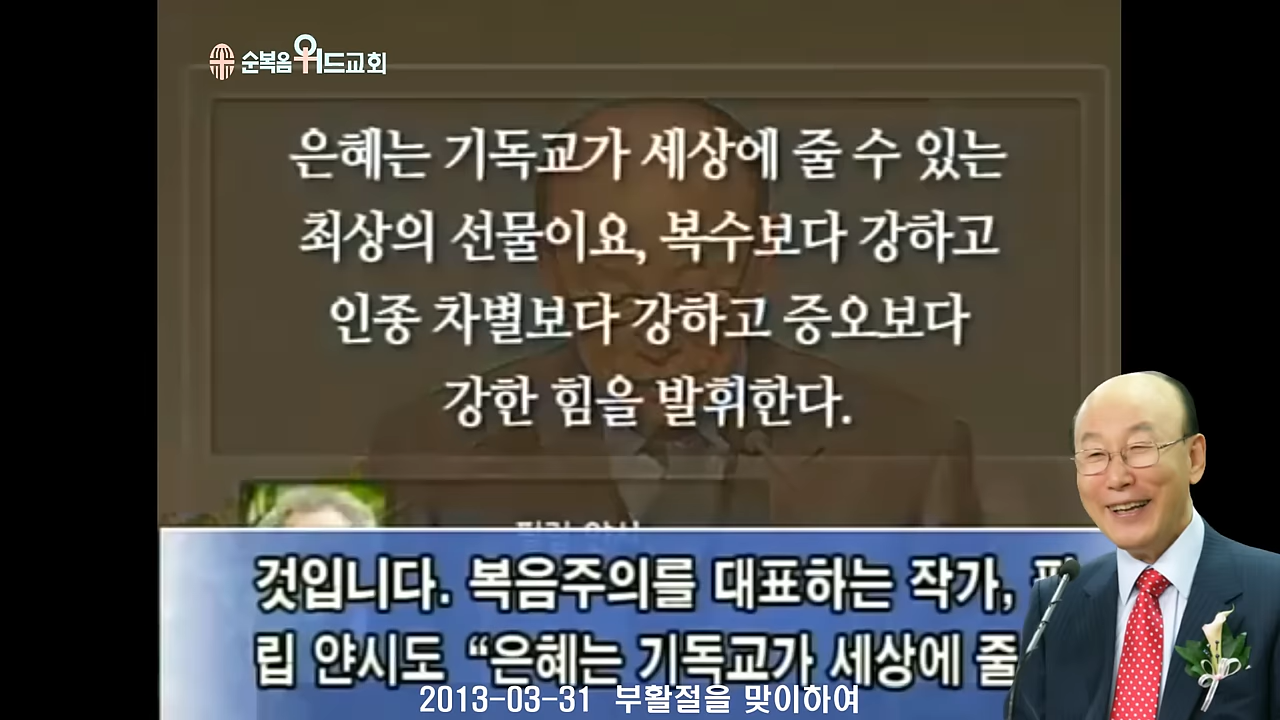 순복음위드교회
은혜는 기독교가 세상에 줄 수 있는
최상의 선물이요, 복수보다 강하고
인종 차별보다 강하고 증오보다
강한 힘을 발휘한다.
필립 얀시
것입니다. 복음주의를 대표하는 작가, 필
립 얀시도 “은혜는 기독교가 세상에 줄
2013-03-31 부활절을 맞이하여